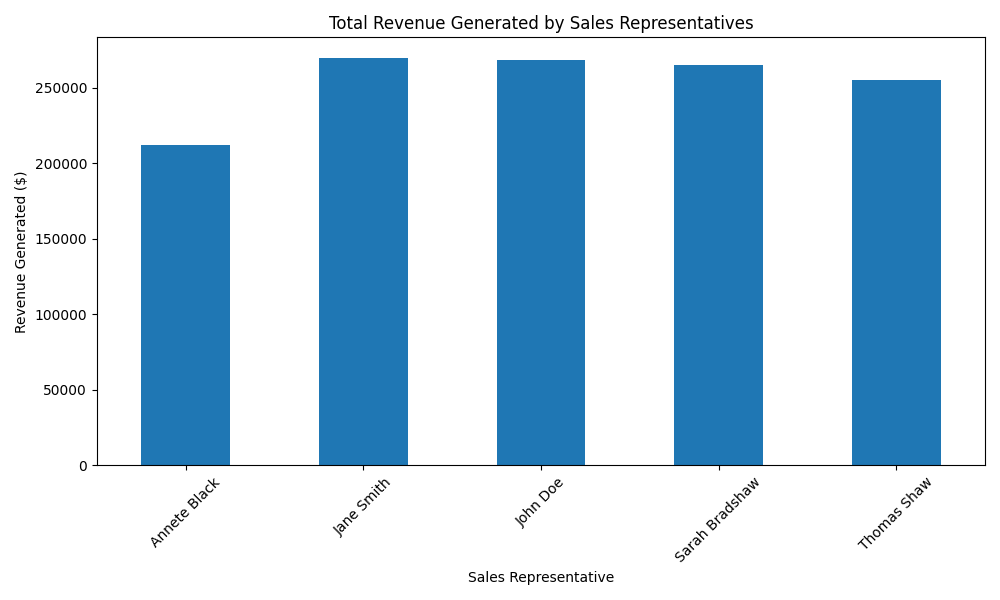 Total Revenue Generated by Sales Representatives
Revenue Generated ($)
250000
200000
150000
100000
50000
0
Annete Black
Jane Smith
John Doe
Sarah Bradshaw
Thomas Shaw
Sales Representative